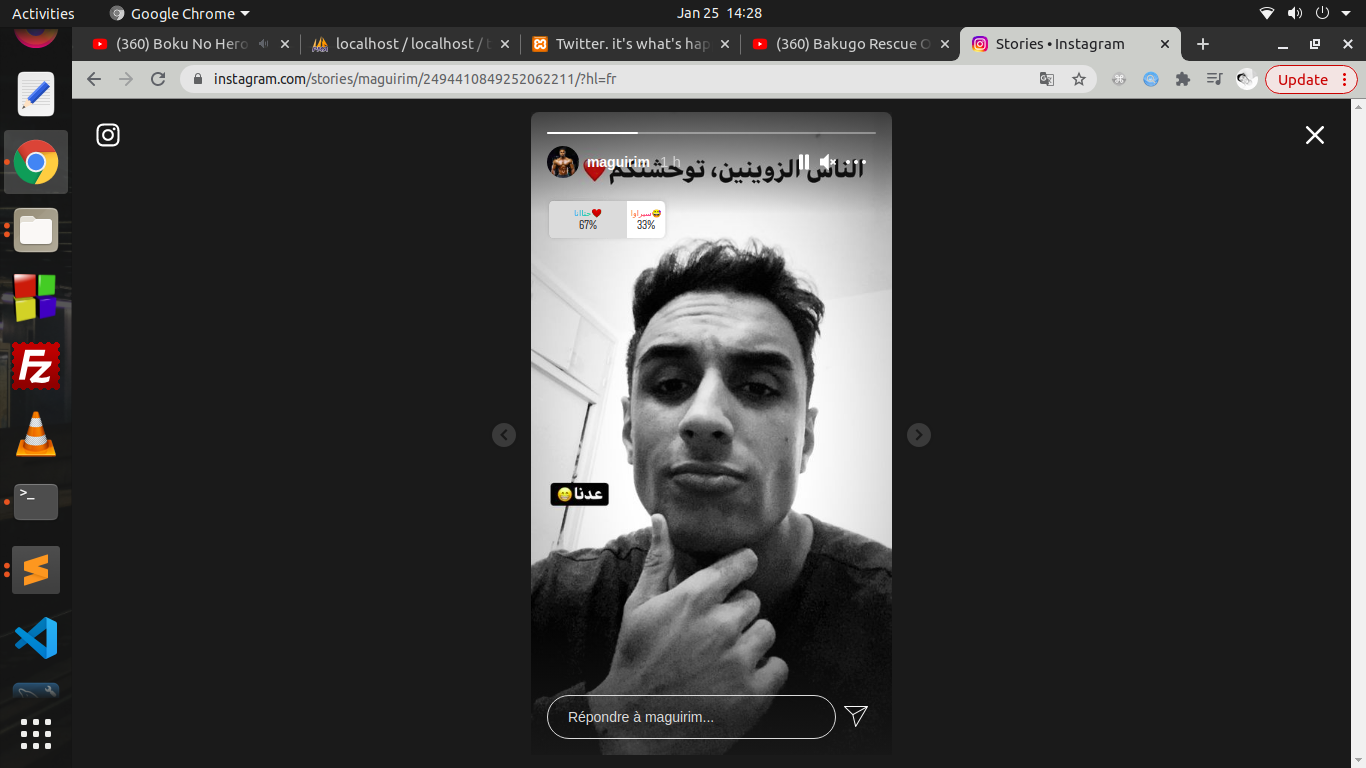 Activities
Google Chrome
Jan 25 14:28
(360) Boku No Hero
localhost / localhost / t
Twitter. it's what's hap
(360) Bakugo Rescue O
Stories • Instagram
instagram.com/stories/maguirim/2494410849252062211/?hl=fr
Update
maguirim 1 h
الناس الزوينين، توحشتكم❤️
حتاانا❤️
67%
سيراوا😅
33%
عدنا😁
Répondre à maguirim...